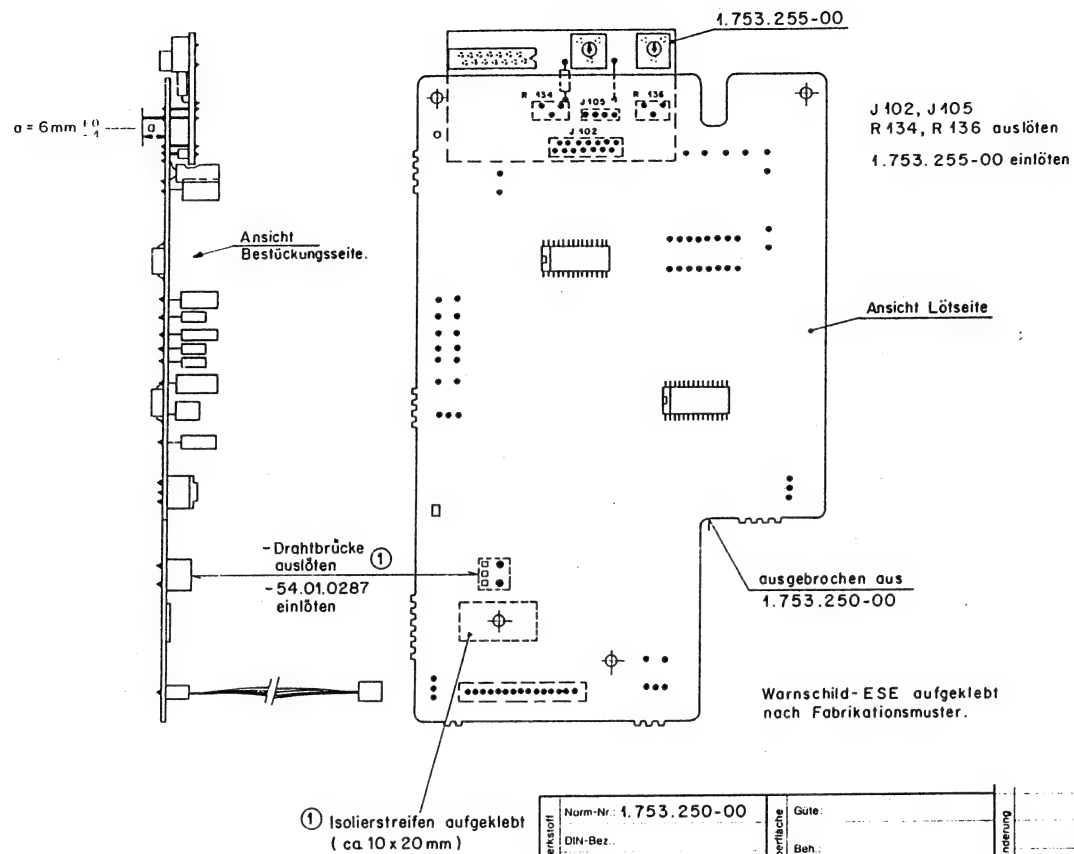 1.753.255-00
a = 6mm +0 -1
a
R 134
J 105
R 136
J 102
J 102, J 105
R 134, R 136 auslöten
1.753.255-00 einlöten
Ansicht
Bestückungsseite.
Ansicht Lötseite
-Drahtbrücke
auslöten
-54.01.0287
einlöten
1
ausgebrochen aus
1.753.250-00
Warnschild-ESE aufgeklebt
nach Fabrikationsmuster.
1 Isolierstreifen aufgeklebt
( ca. 10 x 20 mm )
Norm-Nr.: 1.753.250-00
DIN-Bez.:
Güte:
Beh.: